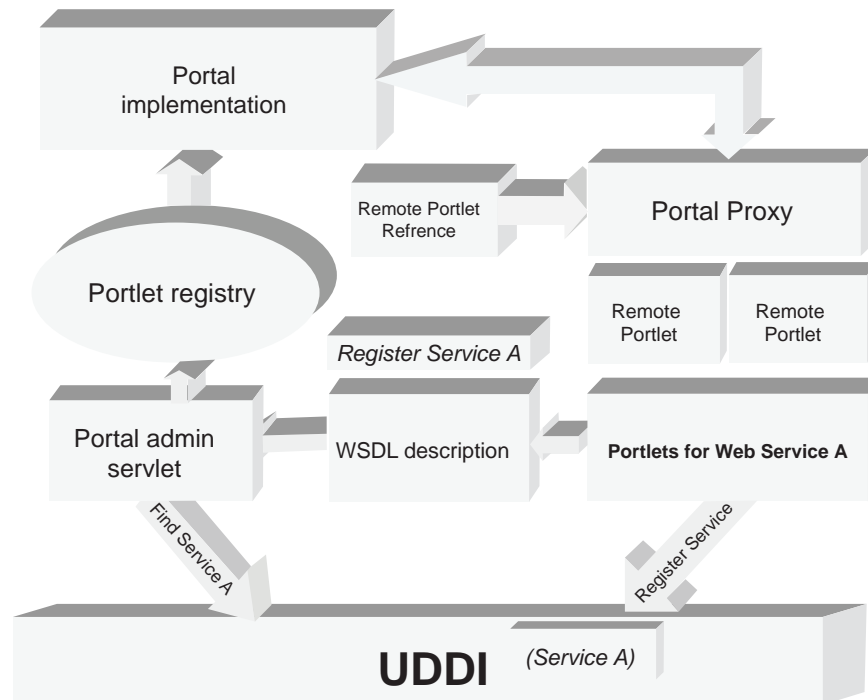 Portal
implementation
Remote Portlet
Refrence
Portal Proxy
Portlet registry
Remote
Portlet
Remote
Portlet
Register Service A
Portal admin
servlet
WSDL description
Portlets for Web Service A
Find Service A
Register Service
UDDI
(Service A)